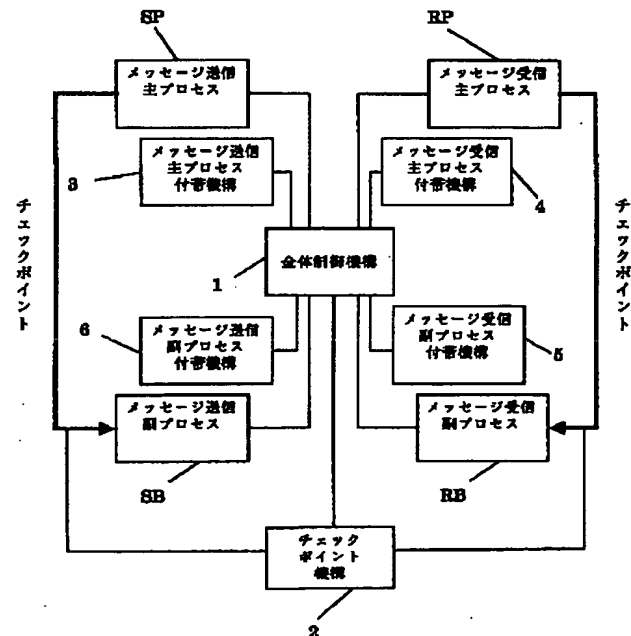 SP
RP
メッセージ送信
主プロセス
メッセージ受信
主プロセス
メッセージ送信
主プロセス
付帯機構
3
メッセージ受信
主プロセス
付帯機構
4
チェックポイント
チェックポイント
全体制御機構
1
6
メッセージ送信
副プロセス
付帯機構
メッセージ受信
副プロセス
付帯機構
5
メッセージ送信
副プロセス
メッセージ受信
副プロセス
SB
RB
チェック
ポイント
機構
2